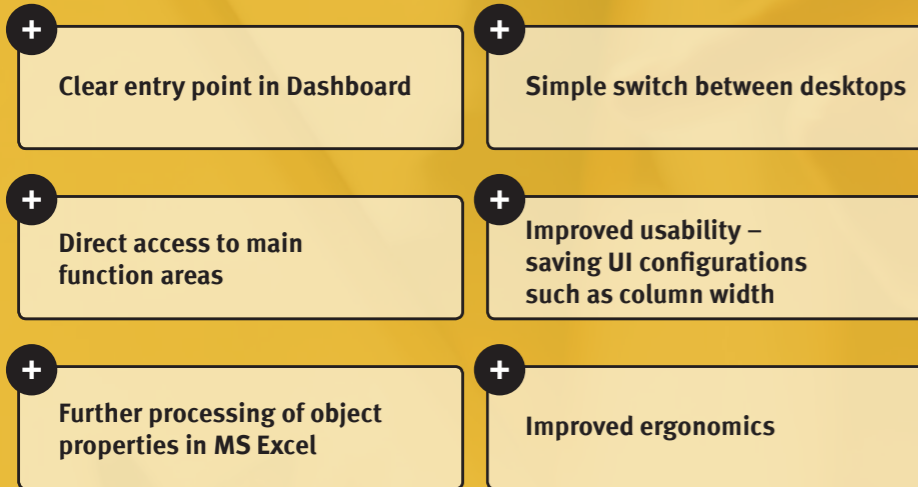 +
Clear entry point in Dashboard
+
Simple switch between desktops
+
Direct access to main
function areas
+
Improved usability –
saving UI configurations
such as column width
+
Further processing of object
properties in MS Excel
+
Improved ergonomics